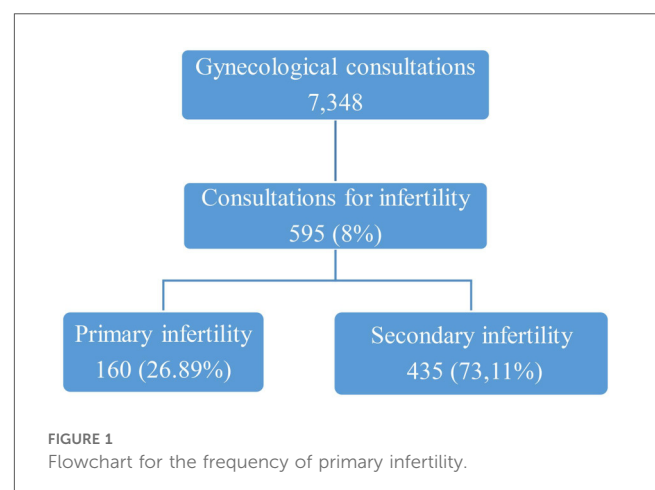 Gynecological consultations
7,348
Consultations for infertility
595 (8%)
Primary infertility
160 (26.89%)
Secondary infertility
435 (73,11%)
FIGURE 1
Flowchart for the frequency of primary infertility.